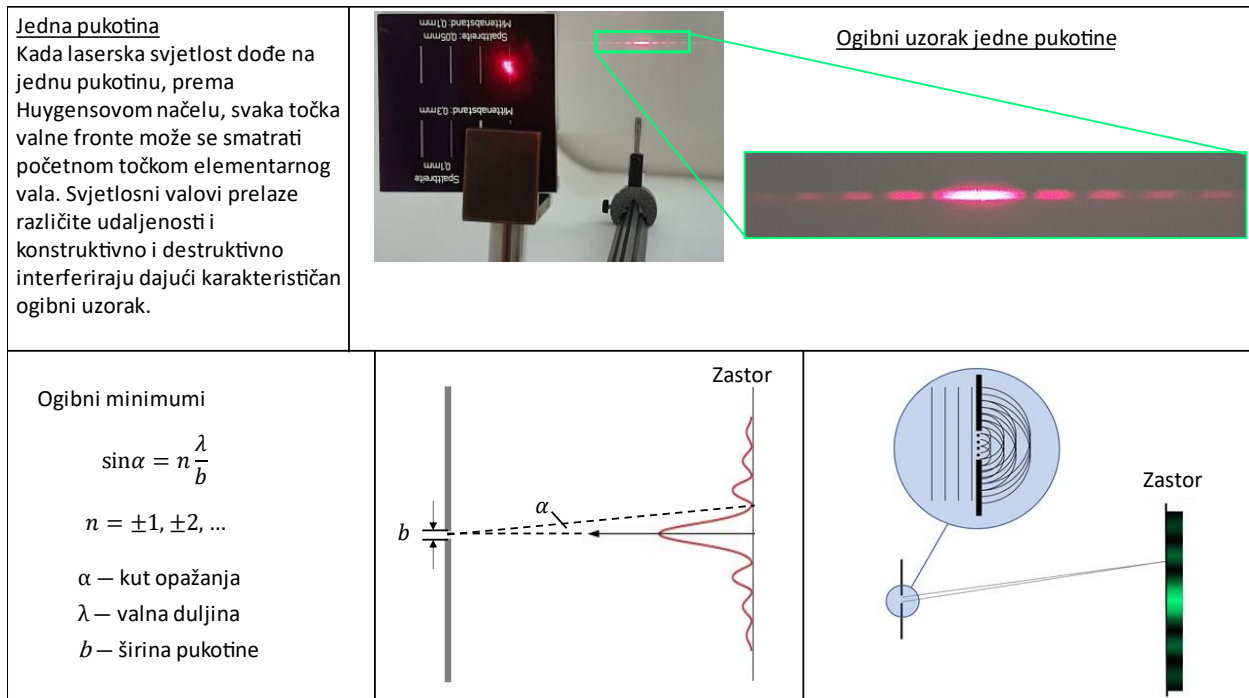 Jedna pukotina
Kada laserska svjetlost dođe na
jednu pukotinu, prema
Huygensovom načelu, svaka točka
valne fronte može se smatrati
početnom točkom elementarnog
vala. Svjetlosni valovi prelaze
različite udaljenosti i
konstruktivno i destruktivno
interferiraju dajući karakterističan
ogibni uzorak.
Mittenabstand: 0,1mm
Spaltbreite: 0,05mm
Mittenabstand: 0,3mm
0,1mm
Spaltbreite
Ogibni uzorak jedne pukotine
Ogibni minimumi
sinα = n λ/b
n = ±1, ±2, …
α — kut opažanja
λ — valna duljina
b — širina pukotine
Zastor
α
b
Zastor